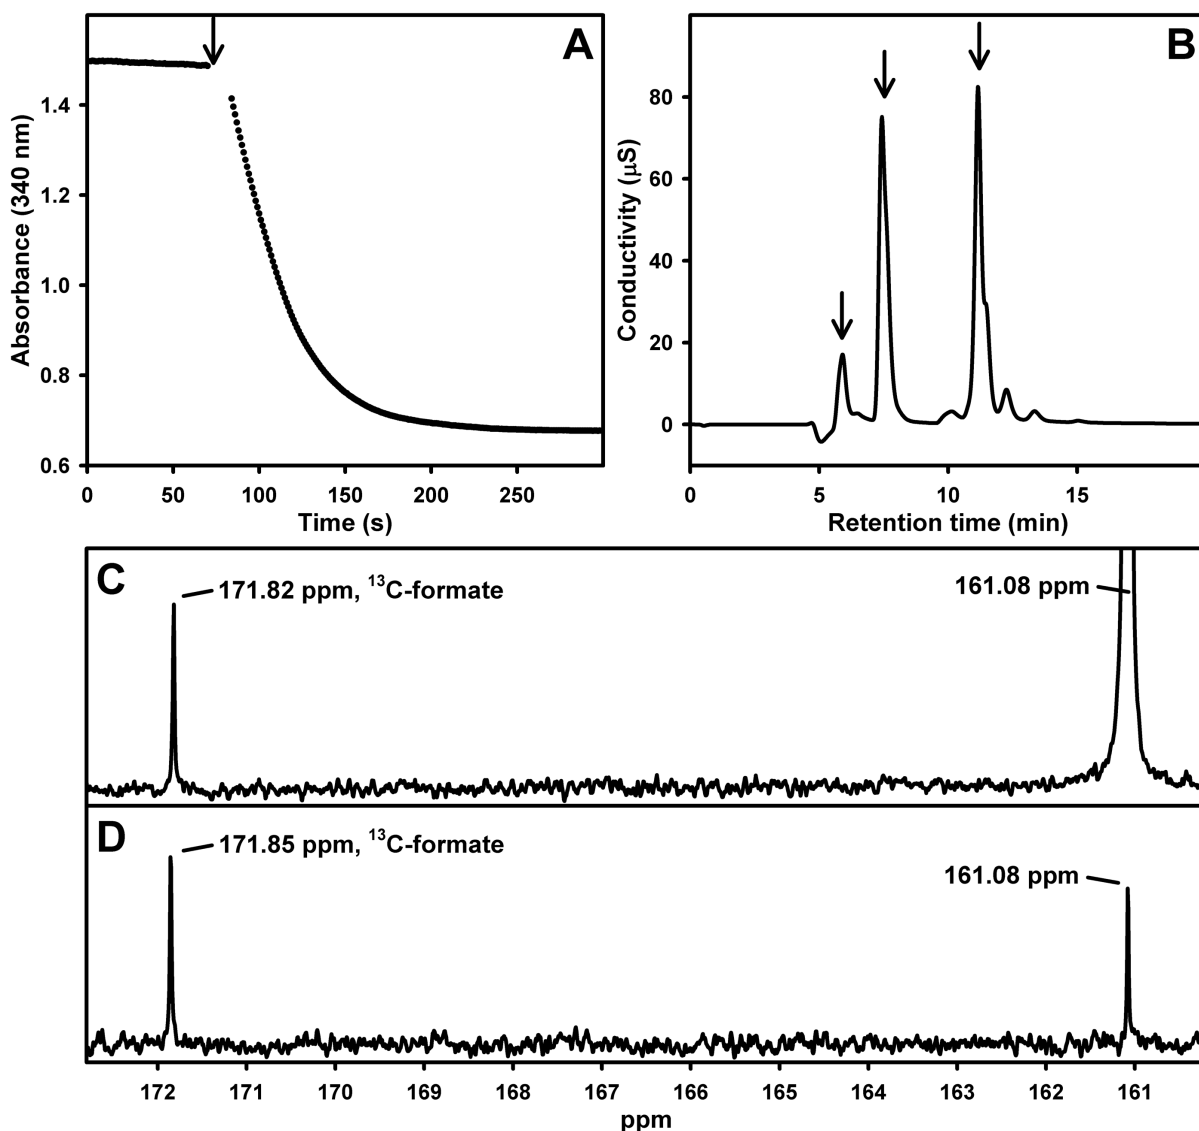 A
B
1.4
1.2
1.0
0.8
0.6
Absorbance (340 nm)
0 50 100 150 200 250
Time (s)
80
60
40
20
0
Conductivity (µS)
0 5 10 15
Retention time (min)
C
171.82 ppm, ¹³C-formate
161.08 ppm
D
171.85 ppm, ¹³C-formate
161.08 ppm
172 171 170 169 168 167 166 165 164 163 162 161
ppm